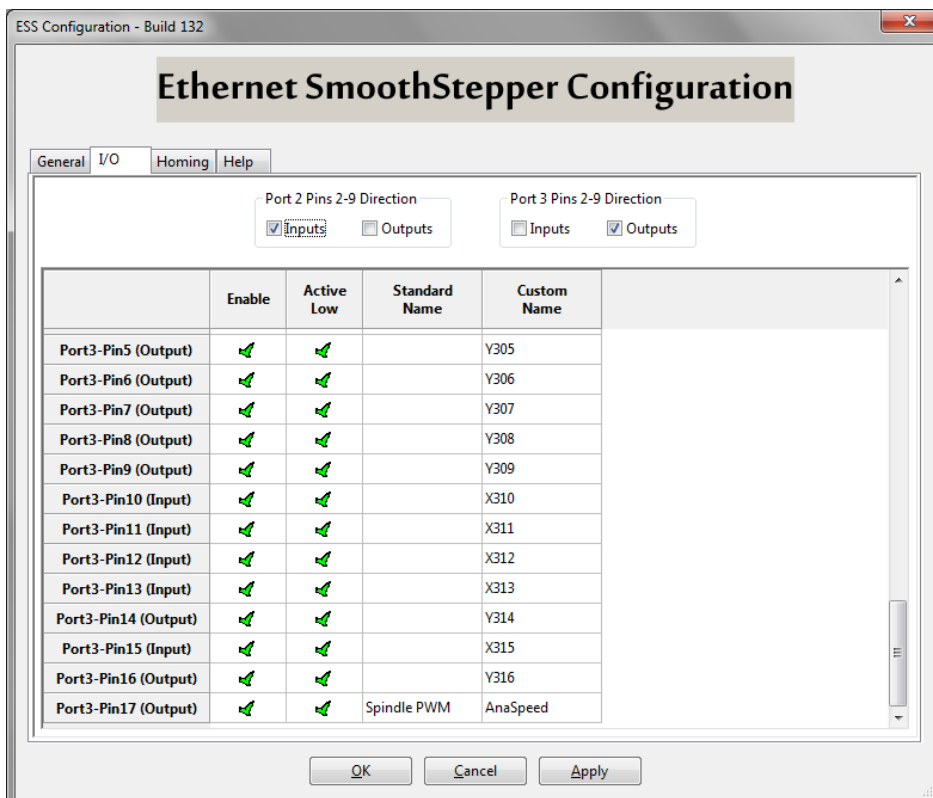 ESS Configuration - Build 132
Ethernet SmoothStepper Configuration
General I/O Homing Help
Port 2 Pins 2-9 Direction Port 3 Pins 2-9 Direction
Inputs Outputs Inputs Outputs
Enable Active Low Standard Name Custom Name
Port3-Pin5 (Output) Y305
Port3-Pin6 (Output) Y306
Port3-Pin7 (Output) Y307
Port3-Pin8 (Output) Y308
Port3-Pin9 (Output) Y309
Port3-Pin10 (Input) X310
Port3-Pin11 (Input) X311
Port3-Pin12 (Input) X312
Port3-Pin13 (Input) X313
Port3-Pin14 (Output) Y314
Port3-Pin15 (Input) X315
Port3-Pin16 (Output) Y316
Port3-Pin17 (Output) Spindle PWM AnaSpeed
OK Cancel Apply